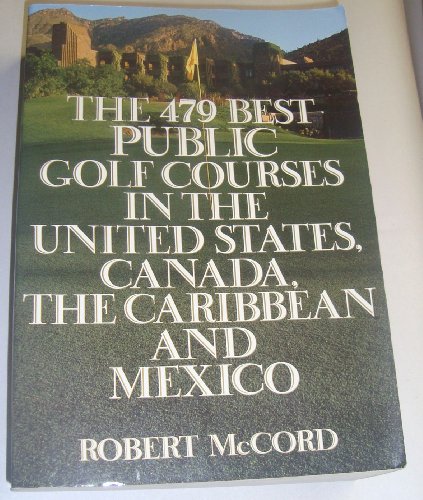 THE 479 BEST
PUBLIC
GOLF COURSES
IN THE
UNITED STATES,
CANADA,
THE CARIBBEAN
AND
MEXICO
ROBERT McCORD